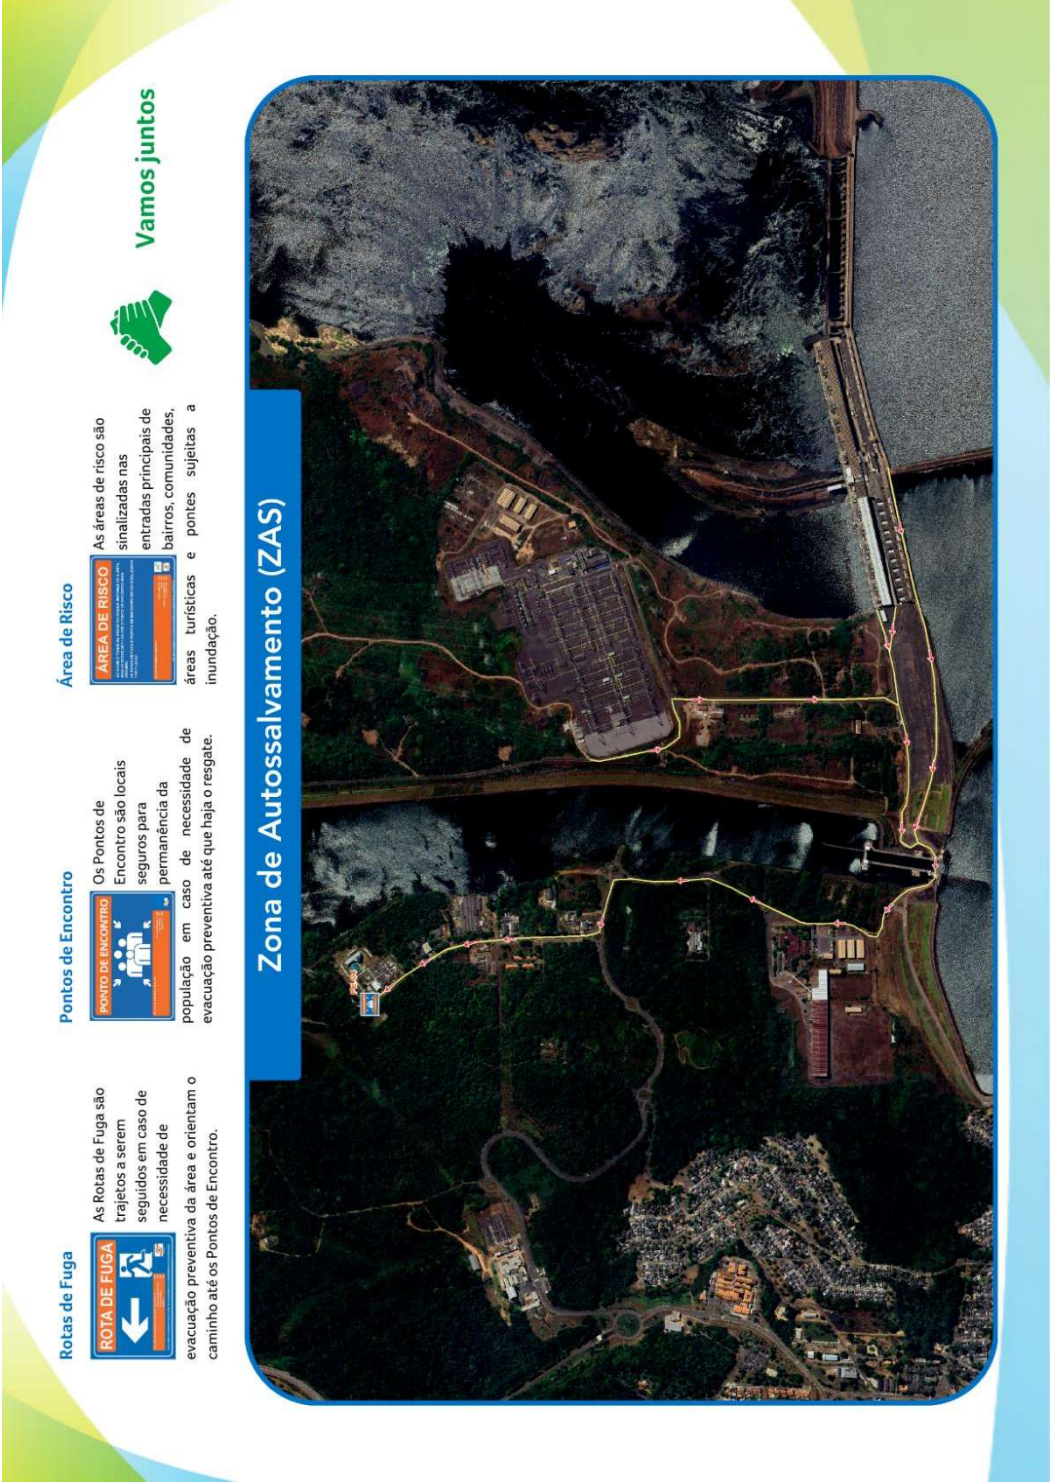 Rotas de Fuga
ROTA DE FUGA
As Rotas de Fuga são
trajetos a serem
seguidos em caso de
necessidade de
evacuação preventiva da área e orientam o
caminho até os Pontos de Encontro.
Pontos de Encontro
PONTO DE ENCONTRO
Os Pontos de
Encontro são locais
seguros para
permanência da
população em caso de necessidade de
evacuação preventiva até que haja o resgate.
Área de Risco
ÁREA DE RISCO
As áreas de risco são
sinalizadas nas
entradas principais de
bairros, comunidades,
áreas turísticas e pontes sujeitas a
inundação.
Vamos juntos
Zona de Autossalvamento (ZAS)